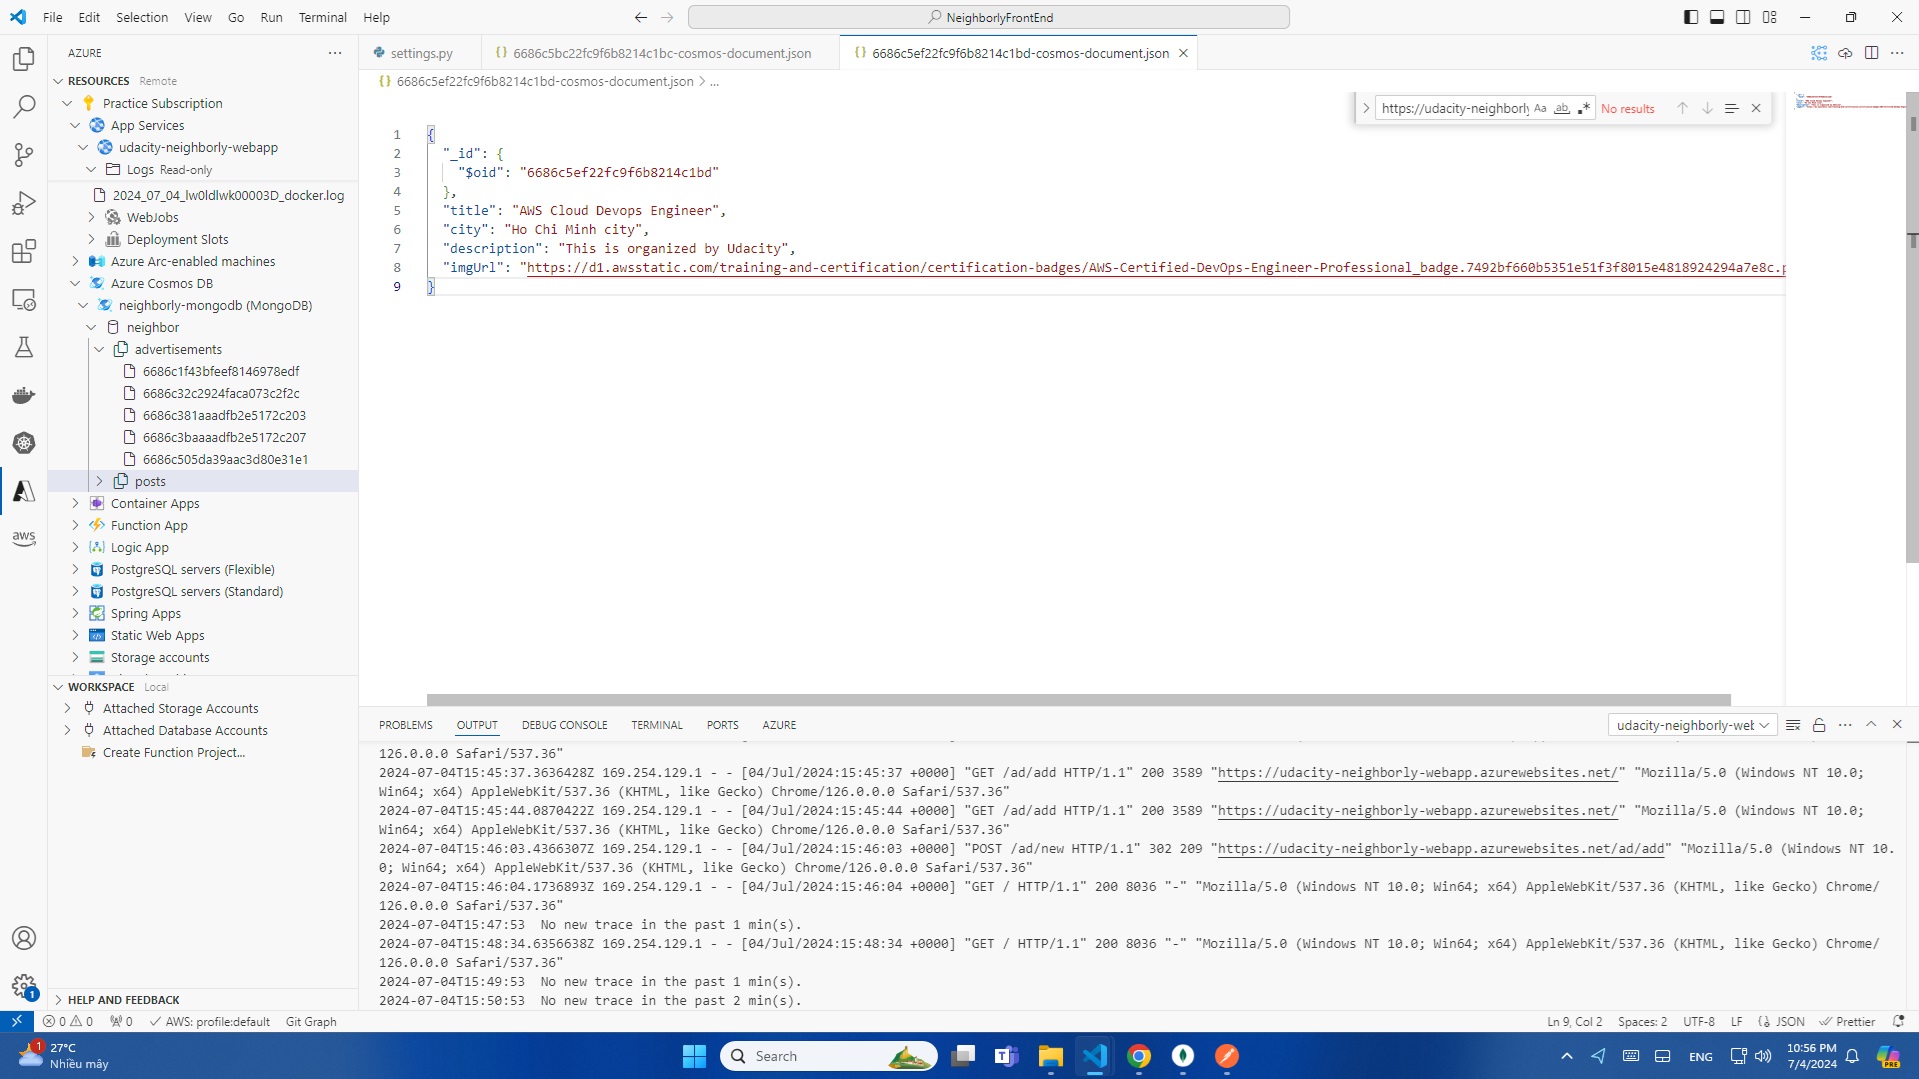 File Edit Selection View Go Run Terminal Help
NeighborlyFrontEnd
AZURE
RESOURCES Remote
Practice Subscription
App Services
udacity-neighborly-webapp
Logs Read-only
2024_07_04_lw0ldlwk00003D_docker.log
WebJobs
Deployment Slots
Azure Arc-enabled machines
Azure Cosmos DB
neighborly-mongodb (MongoDB)
neighbor
advertisements
6686c1f43bfeef8146978edf
6686c32c2924faca073c2f2c
6686c381aaadfb2e5172c203
6686c3baaaadfb2e5172c207
6686c505da39aac3d80e31e1
posts
Container Apps
Function App
Logic App
PostgreSQL servers (Flexible)
PostgreSQL servers (Standard)
Spring Apps
Static Web Apps
Storage accounts
WORKSPACE Local
Attached Storage Accounts
Attached Database Accounts
Create Function Project...
HELP AND FEEDBACK
aws
1
settings.py
{} 6686c5bc22fc9f6b8214c1bc-cosmos-document.json
{} 6686c5ef22fc9f6b8214c1bd-cosmos-document.json
{} 6686c5ef22fc9f6b8214c1bd-cosmos-document.json > ...
https://udacity-neighborly Aa ab .* No results
1 {
2 "_id": {
3 "$oid": "6686c5ef22fc9f6b8214c1bd"
4 },
5 "title": "AWS Cloud Devops Engineer",
6 "city": "Ho Chi Minh city",
7 "description": "This is organized by Udacity",
8 "imgUrl": "https://d1.awsstatic.com/training-and-certification/certification-badges/AWS-Certified-DevOps-Engineer-Professional_badge.7492bf660b5351e51f3f8015e4818924294a7e8c.p
9 }
PROBLEMS OUTPUT DEBUG CONSOLE TERMINAL PORTS AZURE
udacity-neighborly-wet
126.0.0.0 Safari/537.36"
2024-07-04T15:45:37.3636428Z 169.254.129.1 - - [04/Jul/2024:15:45:37 +0000] "GET /ad/add HTTP/1.1" 200 3589 "https://udacity-neighborly-webapp.azurewebsites.net/" "Mozilla/5.0 (Windows NT 10.0;
Win64; x64) AppleWebKit/537.36 (KHTML, like Gecko) Chrome/126.0.0.0 Safari/537.36"
2024-07-04T15:45:44.0870422Z 169.254.129.1 - - [04/Jul/2024:15:45:44 +0000] "GET /ad/add HTTP/1.1" 200 3589 "https://udacity-neighborly-webapp.azurewebsites.net/" "Mozilla/5.0 (Windows NT 10.0;
Win64; x64) AppleWebKit/537.36 (KHTML, like Gecko) Chrome/126.0.0.0 Safari/537.36"
2024-07-04T15:46:03.4366307Z 169.254.129.1 - - [04/Jul/2024:15:46:03 +0000] "POST /ad/new HTTP/1.1" 302 209 "https://udacity-neighborly-webapp.azurewebsites.net/ad/add" "Mozilla/5.0 (Windows NT 10.
0; Win64; x64) AppleWebKit/537.36 (KHTML, like Gecko) Chrome/126.0.0.0 Safari/537.36"
2024-07-04T15:46:04.1736893Z 169.254.129.1 - - [04/Jul/2024:15:46:04 +0000] "GET / HTTP/1.1" 200 8036 "-" "Mozilla/5.0 (Windows NT 10.0; Win64; x64) AppleWebKit/537.36 (KHTML, like Gecko) Chrome/
126.0.0.0 Safari/537.36"
2024-07-04T15:47:53 No new trace in the past 1 min(s).
2024-07-04T15:48:34.6356638Z 169.254.129.1 - - [04/Jul/2024:15:48:34 +0000] "GET / HTTP/1.1" 200 8036 "-" "Mozilla/5.0 (Windows NT 10.0; Win64; x64) AppleWebKit/537.36 (KHTML, like Gecko) Chrome/
126.0.0.0 Safari/537.36"
2024-07-04T15:49:53 No new trace in the past 1 min(s).
2024-07-04T15:50:53 No new trace in the past 2 min(s).
0 0 0 AWS: profile:default Git Graph
Ln 9, Col 2 Spaces: 2 UTF-8 LF {} JSON Prettier
1 27°C
Nhiều mây
Search
ENG
10:56 PM
7/4/2024
PRE